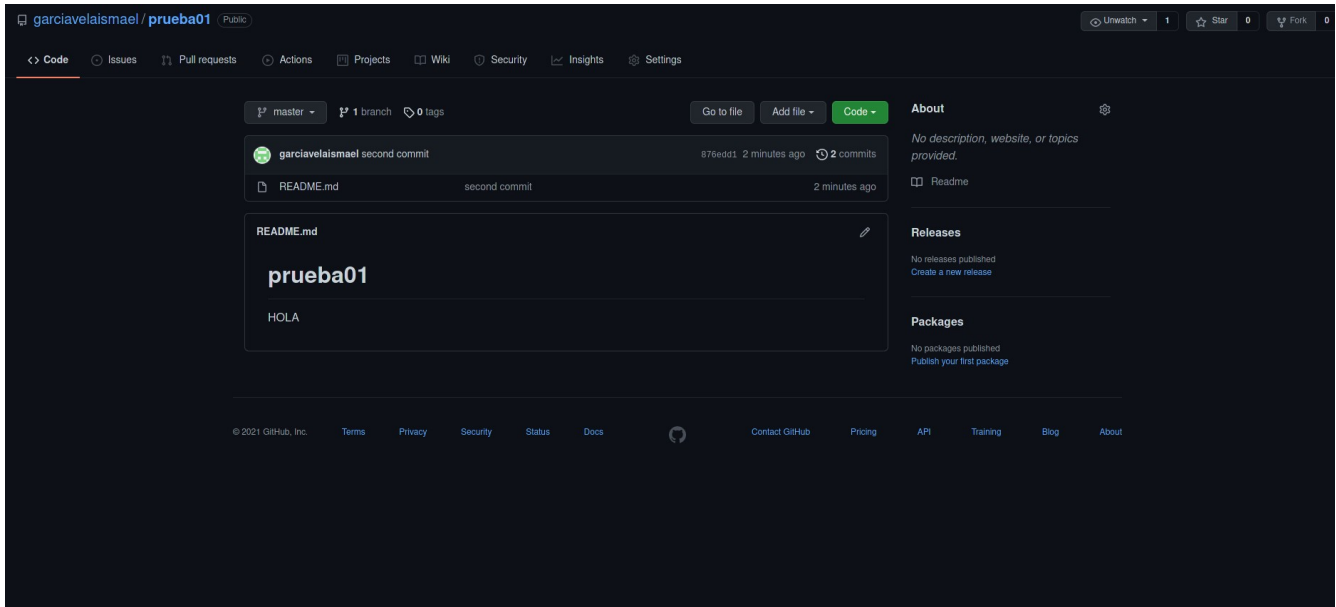 garciavelaismael / prueba01 Public
Unwatch 1 Star 0 Fork 0
Code Issues Pull requests Actions Projects Wiki Security Insights Settings
master 1 branch 0 tags Go to file Add file Code
garciavelaismael second commit 876edd1 2 minutes ago 2 commits
README.md second commit 2 minutes ago
README.md
prueba01
HOLA
About
No description, website, or topics
provided.
Readme
Releases
No releases published
Create a new release
Packages
No packages published
Publish your first package
© 2021 GitHub, Inc. Terms Privacy Security Status Docs Contact GitHub Pricing API Training Blog About